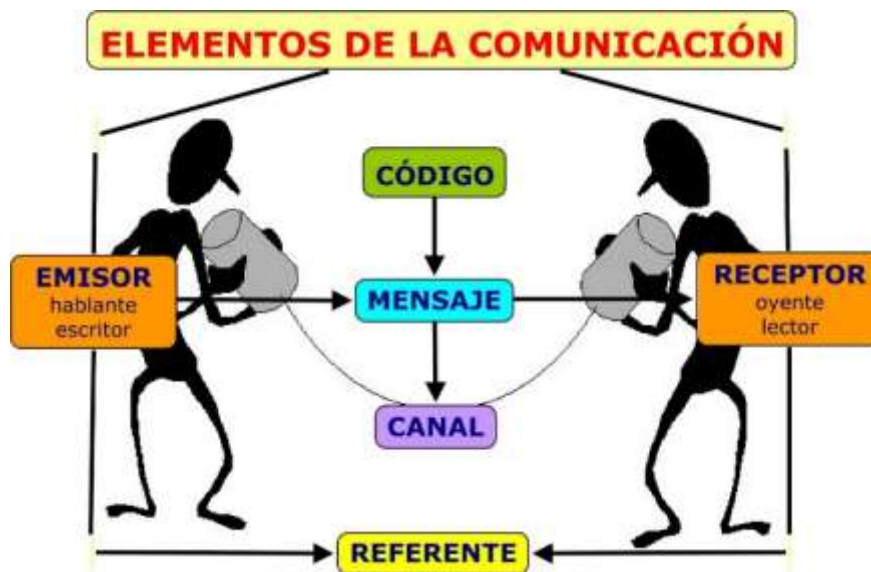 ELEMENTOS DE LA COMUNICACIÓN
CÓDIGO
EMISOR
hablante
escritor
MENSAJE
RECEPTOR
oyente
lector
CANAL
REFERENTE